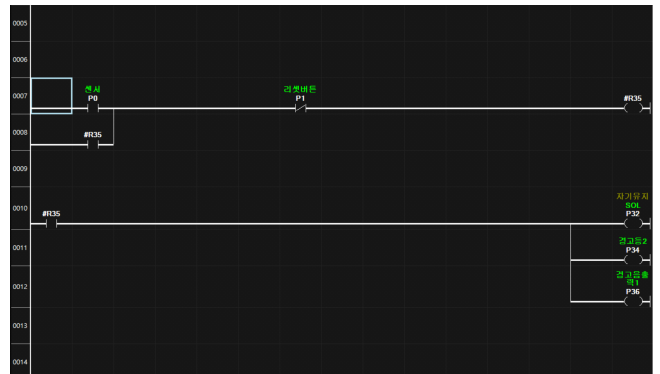 0005
0006
센서
리셋버튼
0007
P0
P1
#R35
0008
#R35
0009
자기유지
SOL
0010
#R35
P32
경고등2
0011
P34
경고음출
력1
0012
P36
0013
0014